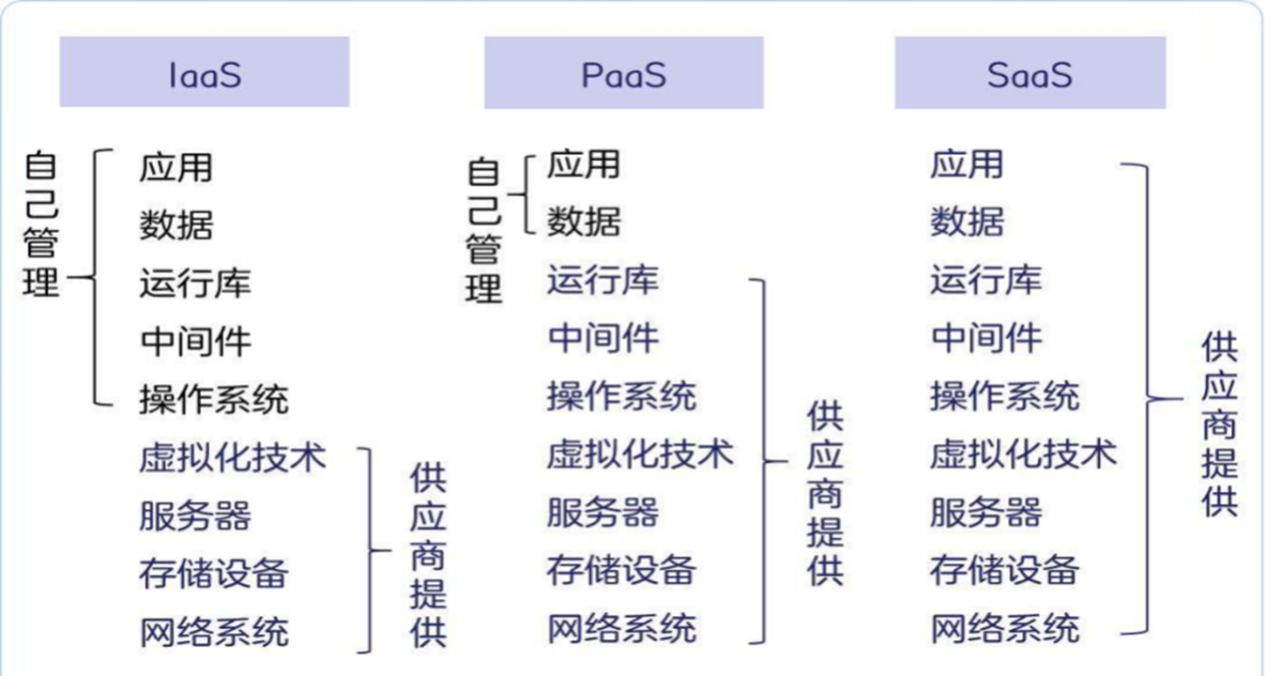 IaaS
自己管理
应用
数据
运行库
中间件
操作系统
虚拟化技术
服务器
存储设备
网络系统
供应商提供
PaaS
自己管理
应用
数据
运行库
中间件
操作系统
虚拟化技术
服务器
存储设备
网络系统
供应商提供
SaaS
应用
数据
运行库
中间件
操作系统
虚拟化技术
服务器
存储设备
网络系统
供应商提供